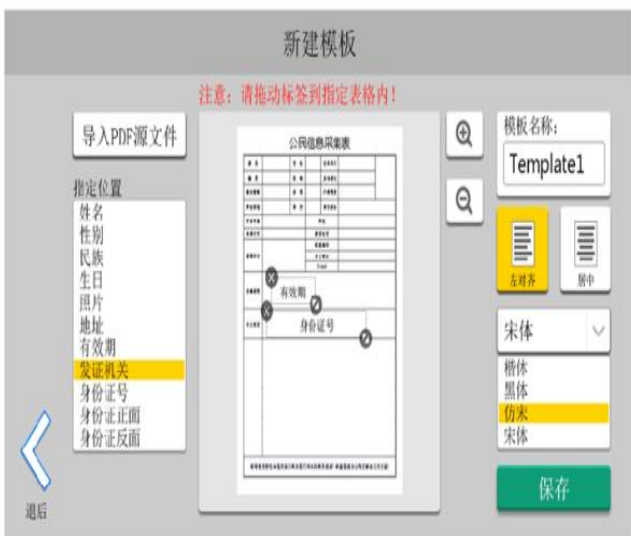 新建模板
注意：请拖动标签到指定表格内！
导入PDF源文件
指定位置
姓名
性别
民族
生日
照片
地址
有效期
发证机关
身份证号
身份证正面
身份证反面
退后
公民信息采集表
有效期
身份证号
模板名称：
Template1
左对齐
居中
宋体
楷体
黑体
仿宋
宋体
保存